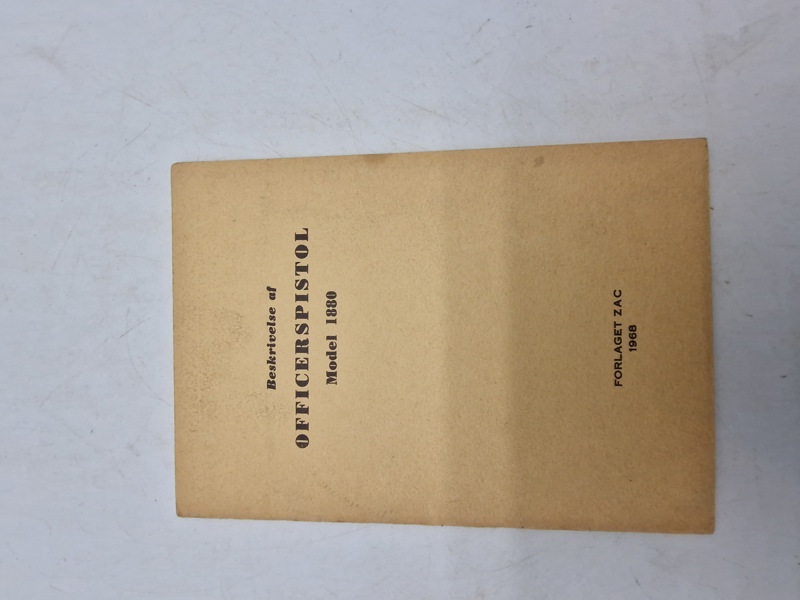 Beskrivelse af
OFFICERSPISTOL
Model 1880
FORLAGET ZAC
1968